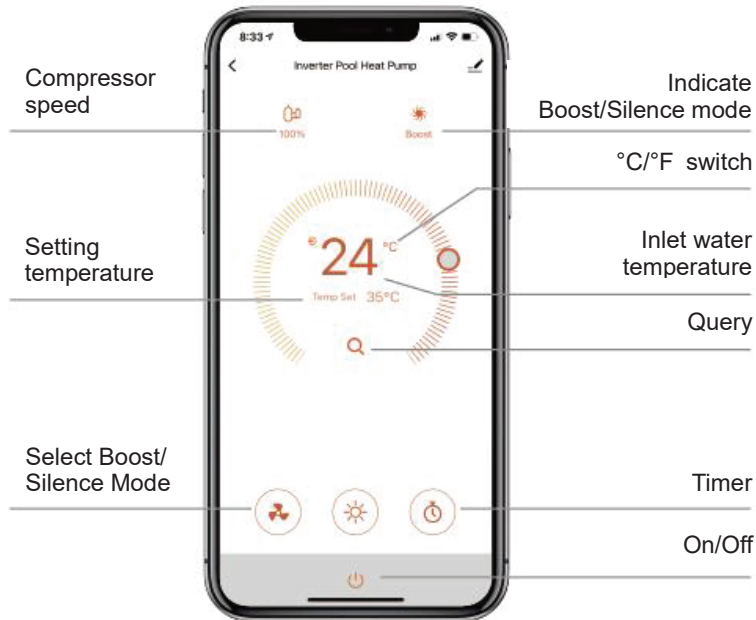 8:33
Inverter Pool Heat Pump
Compressor
speed
Indicate
Boost/Silence mode
100%
Boost
°C/°F switch
24 °C
Setting
temperature
Inlet water
temperature
Temp Set 35°C
Query
Select Boost/
Silence Mode
Timer
On/Off